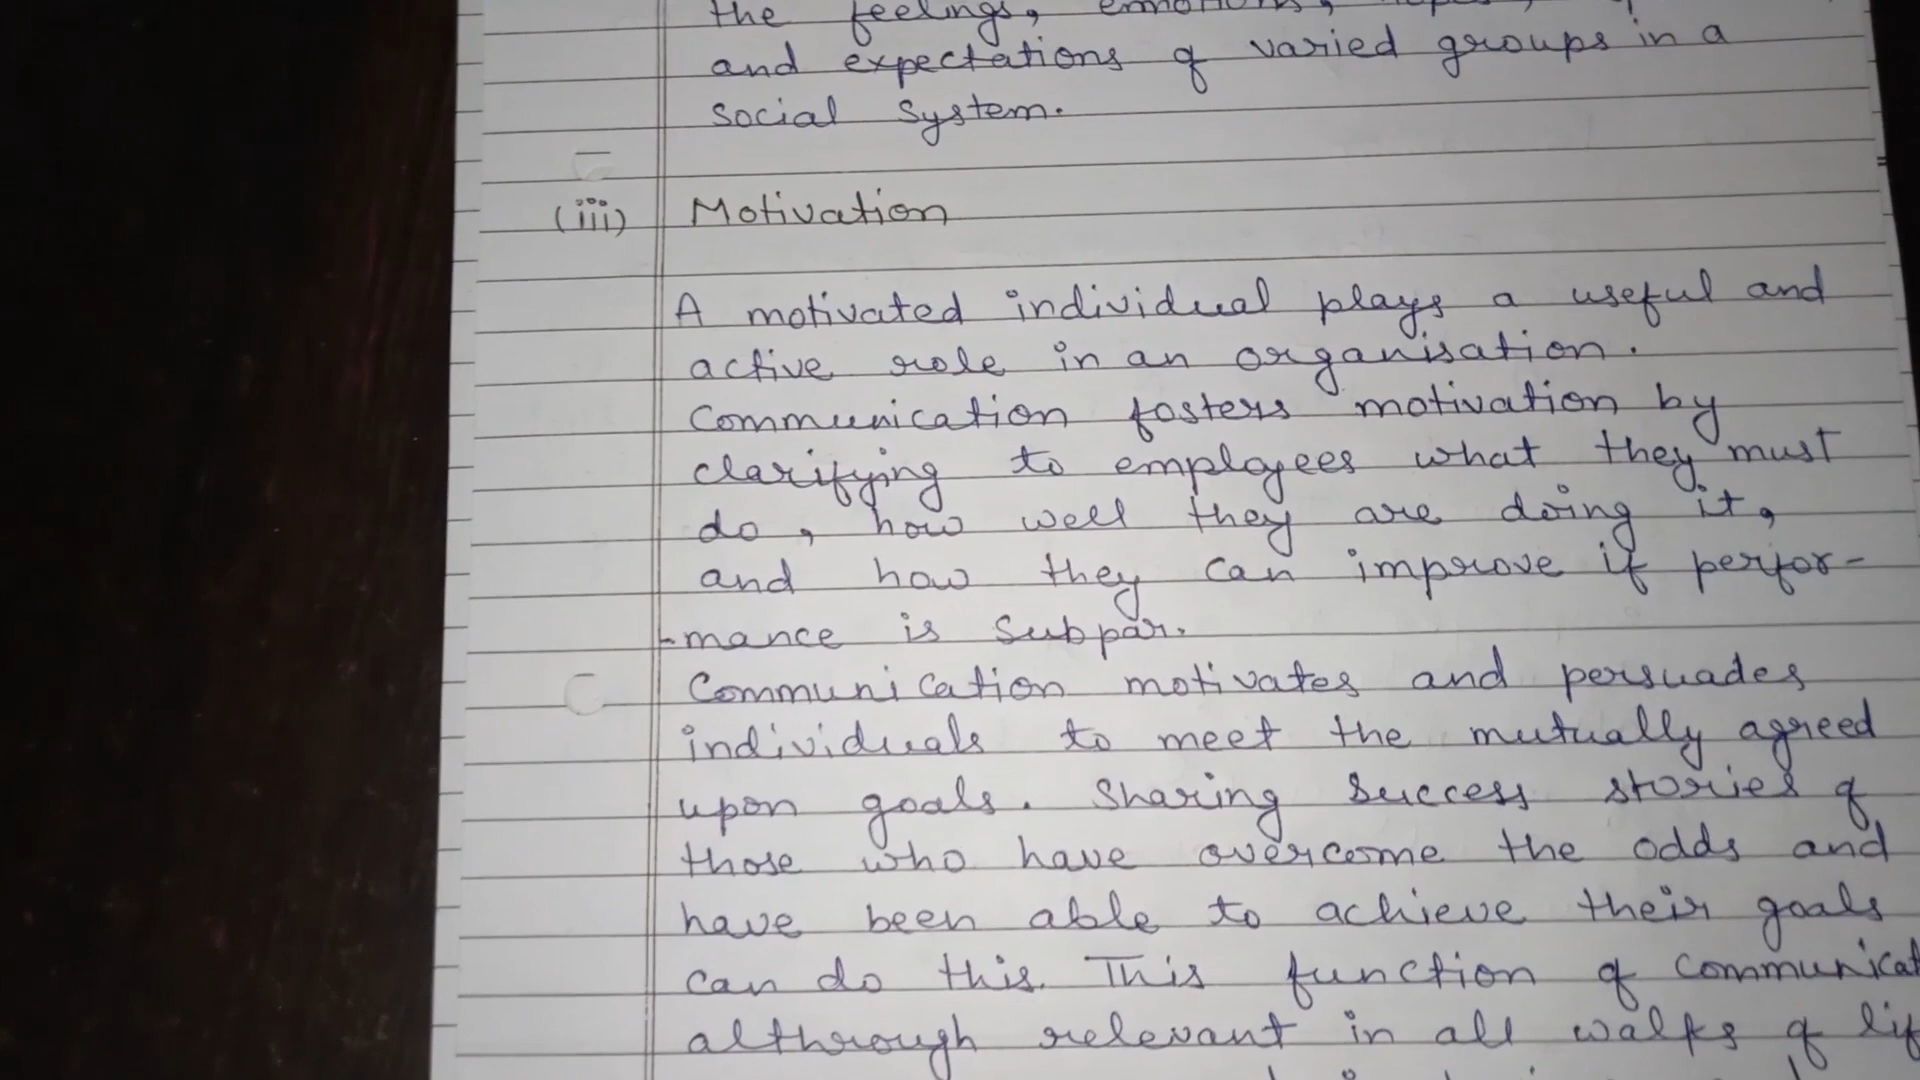 the feelings, emotions,
and expectations of varied groups in a
social system.
(iii) Motivation
A motivated individual plays a useful and
active role in an organisation.
Communication fosters motivation by
clarifying to employees what they must
do, how well they are doing it,
and how they can improve if perfor-
-mance is subpar.
Communication motivates and persuades
individuals to meet the mutually agreed
upon goals. Sharing success stories of
those who have overcome the odds and
have been able to achieve their goals
can do this. This function of communicat
althrough relevant in all walks of lif